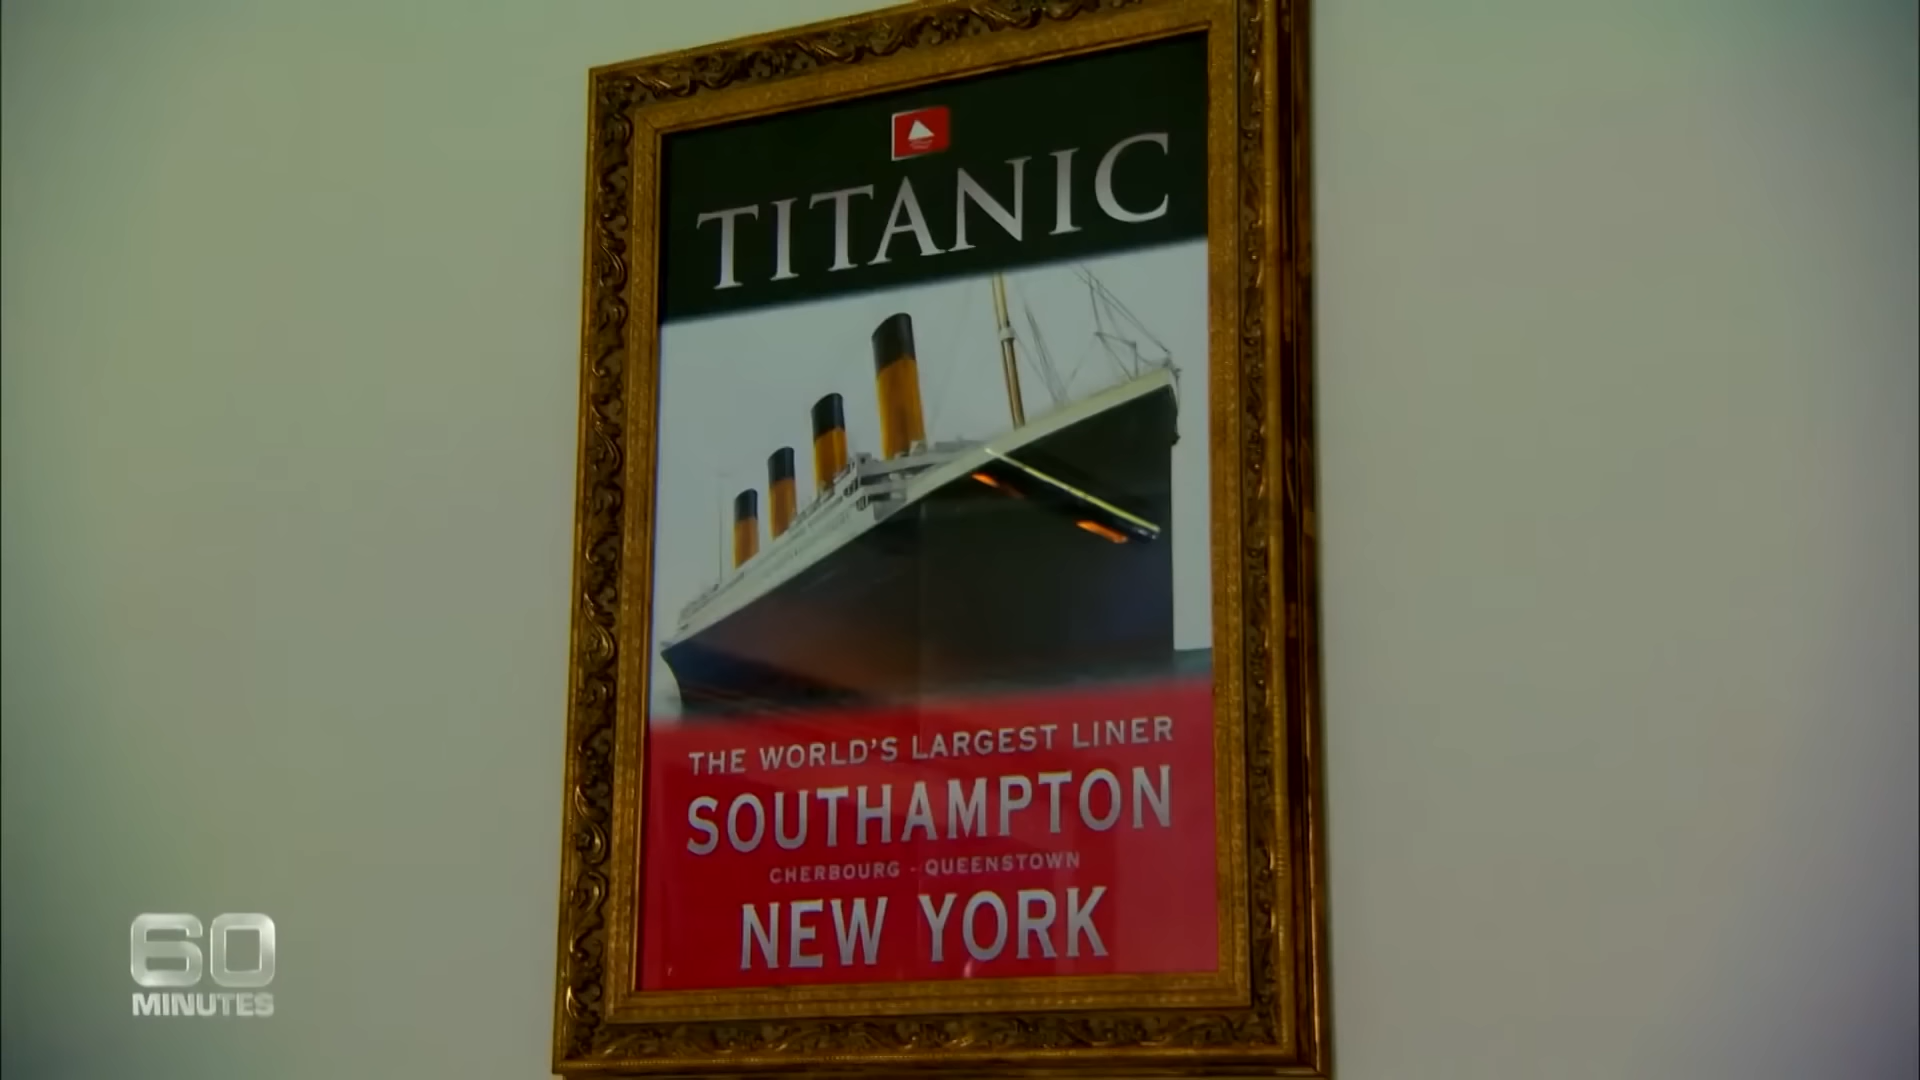 TITANIC
THE WORLD'S LARGEST LINER
SOUTHAMPTON
CHERBOURG - QUEENSTOWN
NEW YORK
60
MINUTES